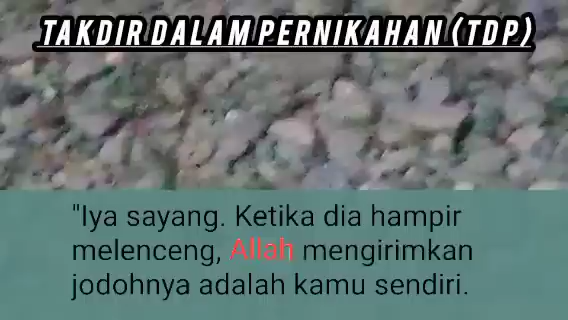 TAKDIR DALAM PERNIKAHAN (TDP)
"Iya sayang. Ketika dia hampir
melenceng, Allah mengirimkan
jodohnya adalah kamu sendiri.